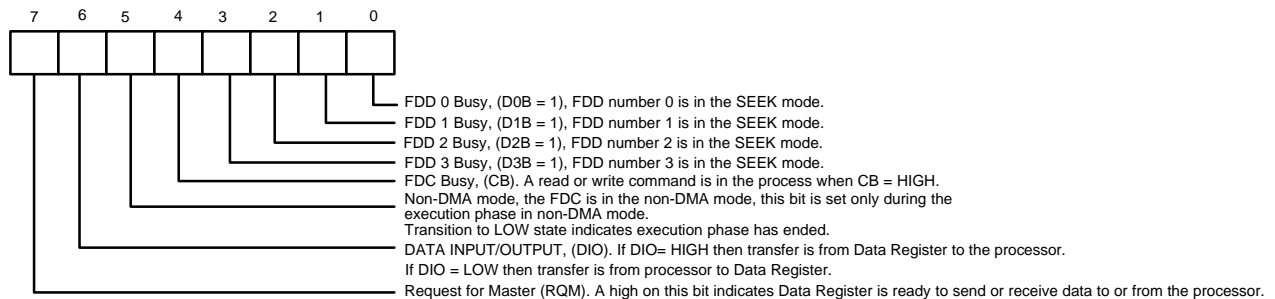 7 6 5 4 3 2 1 0
FDD 0 Busy, (D0B = 1), FDD number 0 is in the SEEK mode.
FDD 1 Busy, (D1B = 1), FDD number 1 is in the SEEK mode.
FDD 2 Busy, (D2B = 1), FDD number 2 is in the SEEK mode.
FDD 3 Busy, (D3B = 1), FDD number 3 is in the SEEK mode.
FDC Busy, (CB). A read or write command is in the process when CB = HIGH.
Non-DMA mode, the FDC is in the non-DMA mode, this bit is set only during the
execution phase in non-DMA mode.
Transition to LOW state indicates execution phase has ended.
DATA INPUT/OUTPUT, (DIO). If DIO= HIGH then transfer is from Data Register to the processor.
If DIO = LOW then transfer is from processor to Data Register.
Request for Master (RQM). A high on this bit indicates Data Register is ready to send or receive data to or from the processor.